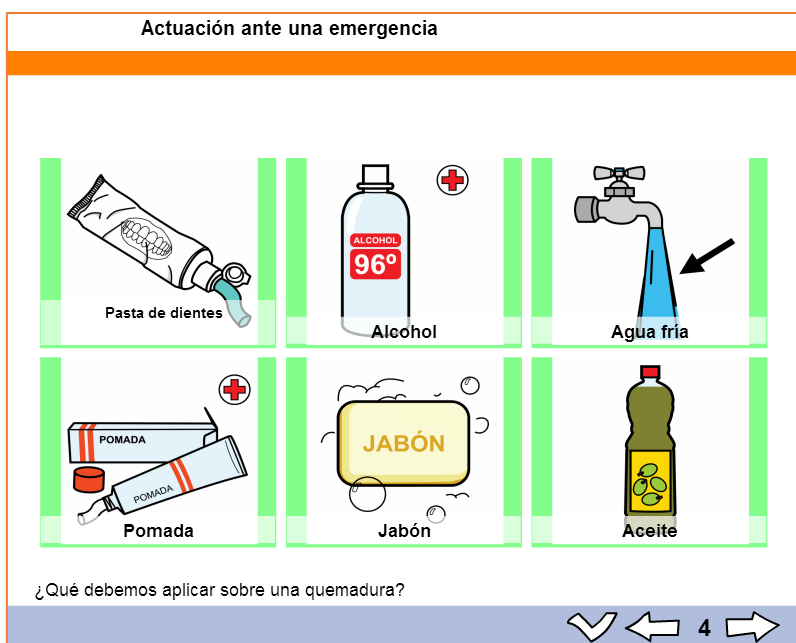 Actuación ante una emergencia
Pasta de dientes
ALCOHOL
96º
Alcohol
Agua fría
POMADA
POMADA
Pomada
JABÓN
Jabón
Aceite
¿Qué debemos aplicar sobre una quemadura?
4